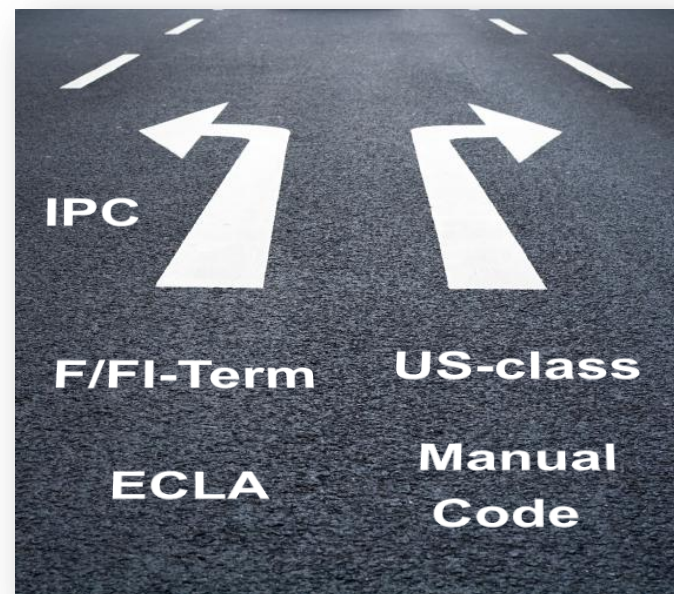 IPC
F/FI-Term
US-class
ECLA
Manual
Code